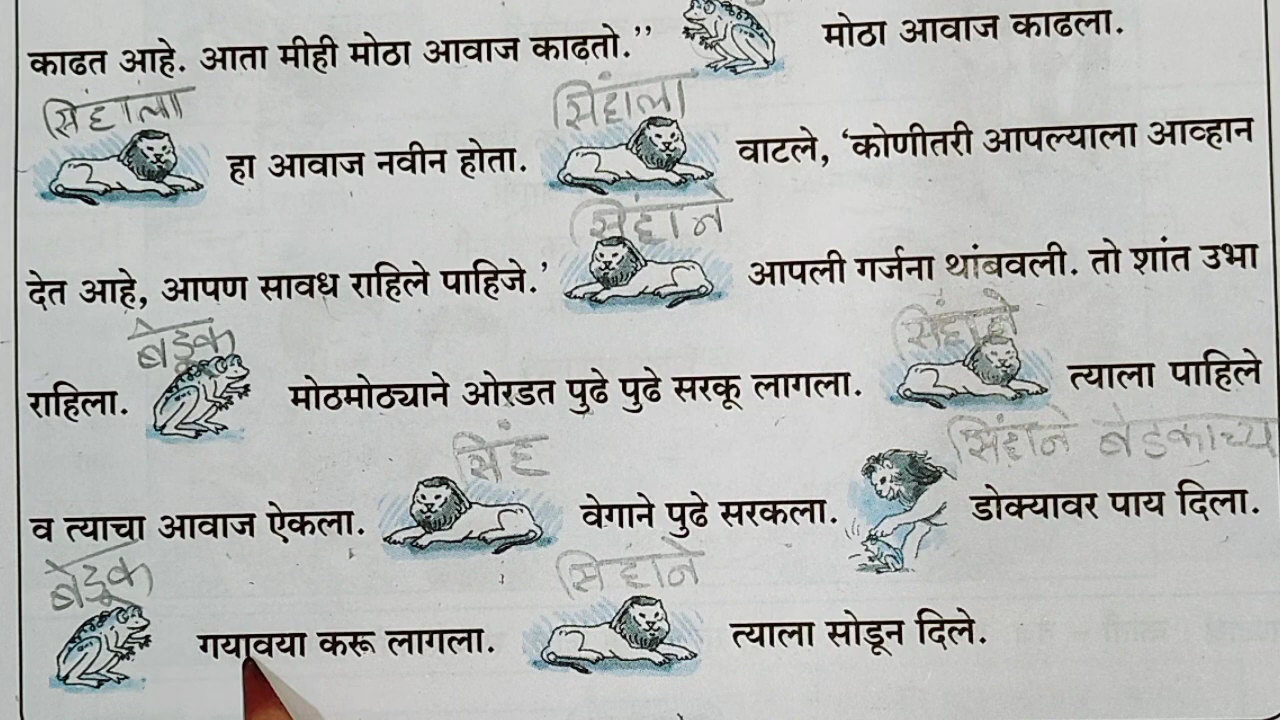 काढत आहे. आता मीही मोठा आवाज काढतो.” मोठा आवाज काढला.
सिंहाला सिंहाला
हा आवाज नवीन होता. वाटले, ‘कोणीतरी आपल्याला आव्हान
सिंहाने
देत आहे, आपण सावध राहिले पाहिजे.’ आपली गर्जना थांबवली. तो शांत उभा
बेडूक सिंहाने
राहिला. मोठमोठ्याने ओरडत पुढे पुढे सरकू लागला. त्याला पाहिले
सिंह सिंहाने बेडकाच्या
व त्याचा आवाज ऐकला. वेगाने पुढे सरकला. डोक्यावर पाय दिला.
बेडूक सिंहाने
गयावया करू लागला. त्याला सोडून दिले.